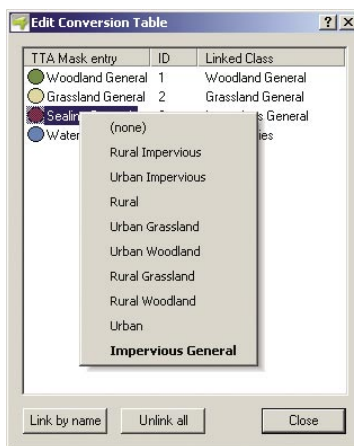 Edit Conversion Table
TTA Mask entry ID Linked Class
Woodland General 1 Woodland General
Grassland General 2 Grassland General
General
(none)
Rural Impervious
Urban Impervious
Rural
Urban Grassland
Urban Woodland
Rural Grassland
Rural Woodland
Urban
Impervious General
Link by name Unlink all Close